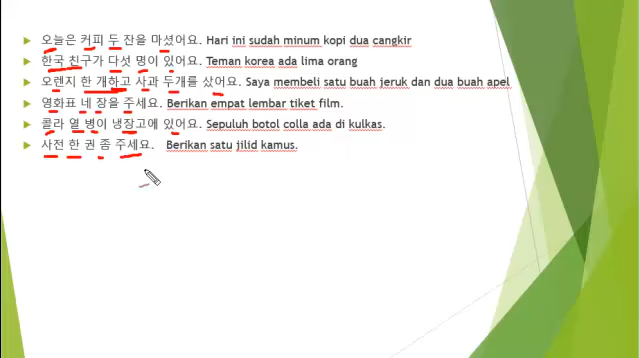 오늘은 커피 두 잔을 마셨어요. Hari ini sudah minum kopi dua cangkir
한국 친구가 다섯 명이 있어요. Teman korea ada lima orang
오렌지 한 개하고 사과 두개를 샀어요. Saya membeli satu buah jeruk dan dua buah apel
영화표 네 장을 주세요. Berikan empat lembar tiket film.
콜라 열 병이 냉장고에 있어요. Sepuluh botol colla ada di kulkas.
사전 한 권 좀 주세요. Berikan satu jilid kamus.